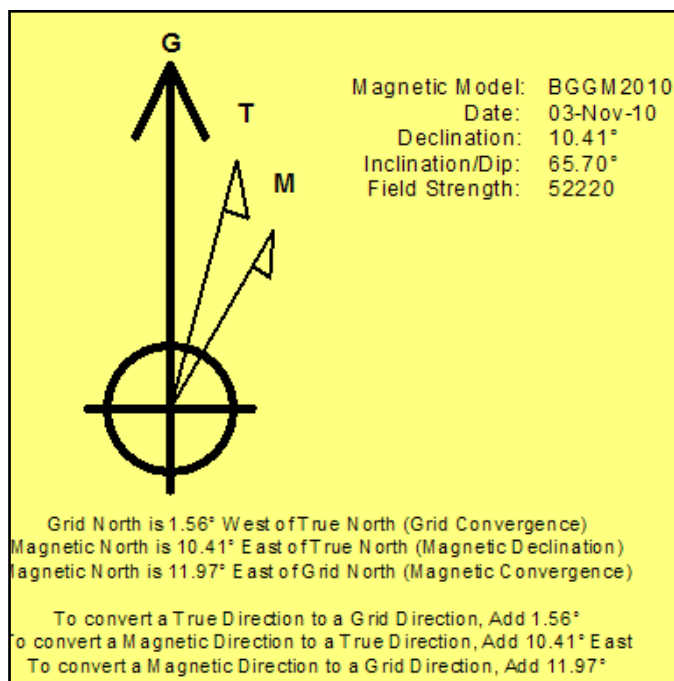 G
T
M
Magnetic Model: BGGM2010
Date: 03-Nov-10
Declination: 10.41°
Inclination/Dip: 65.70°
Field Strength: 52220
Grid North is 1.56° West of True North (Grid Convergence)
Magnetic North is 10.41° East of True North (Magnetic Declination)
Magnetic North is 11.97° East of Grid North (Magnetic Convergence)
To convert a True Direction to a Grid Direction, Add 1.56°
To convert a Magnetic Direction to a True Direction, Add 10.41° East
To convert a Magnetic Direction to a Grid Direction, Add 11.97°